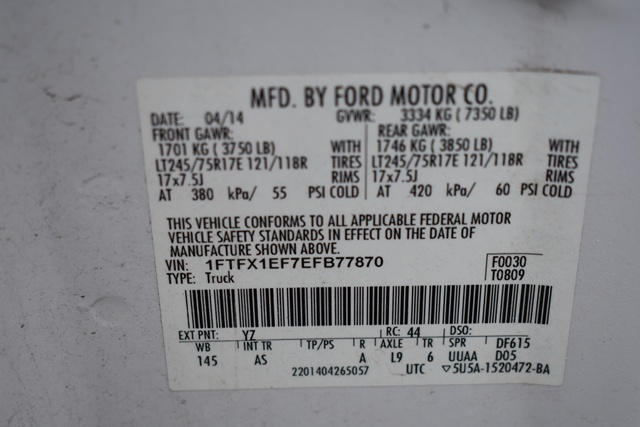 MFD. BY FORD MOTOR CO.
DATE: 04/14 GVWR: 3334 KG ( 7350 LB)
FRONT GAWR: REAR GAWR:
1701 KG ( 3750 LB) WITH 1746 KG ( 3850 LB) WITH
LT245/75R17E 121/118R TIRES LT245/75R17E 121/118R TIRES
17x7.5J RIMS 17x7.5J RIMS
AT 380 kPa/ 55 PSI COLD AT 420 kPa/ 60 PSI COLD
THIS VEHICLE CONFORMS TO ALL APPLICABLE FEDERAL MOTOR
VEHICLE SAFETY STANDARDS IN EFFECT ON THE DATE OF
MANUFACTURE SHOWN ABOVE.
VIN: 1FTFX1EF7EFB77870 F0030
TYPE: Truck T0809
EXT PNT: YZ RC: 44 DSO:
WB INT TR TP/PS R AXLE TR SPR DF615
145 AS A L9 6 UUAA D05
2201404265057 UTC ▽5U5A-1520472-BA